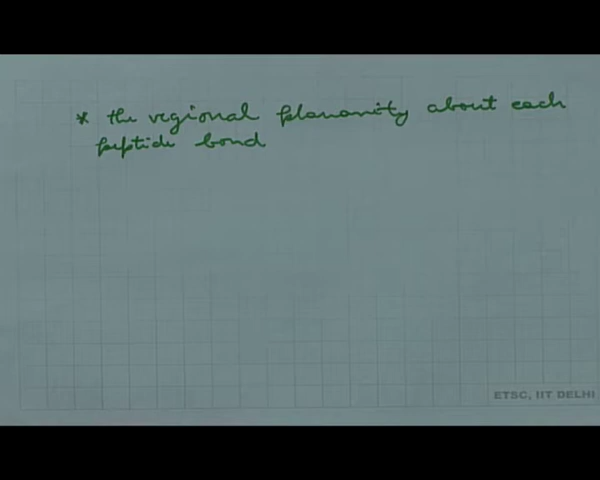 * the regional planarity about each
peptide bond
ETSC, IIT DELHI